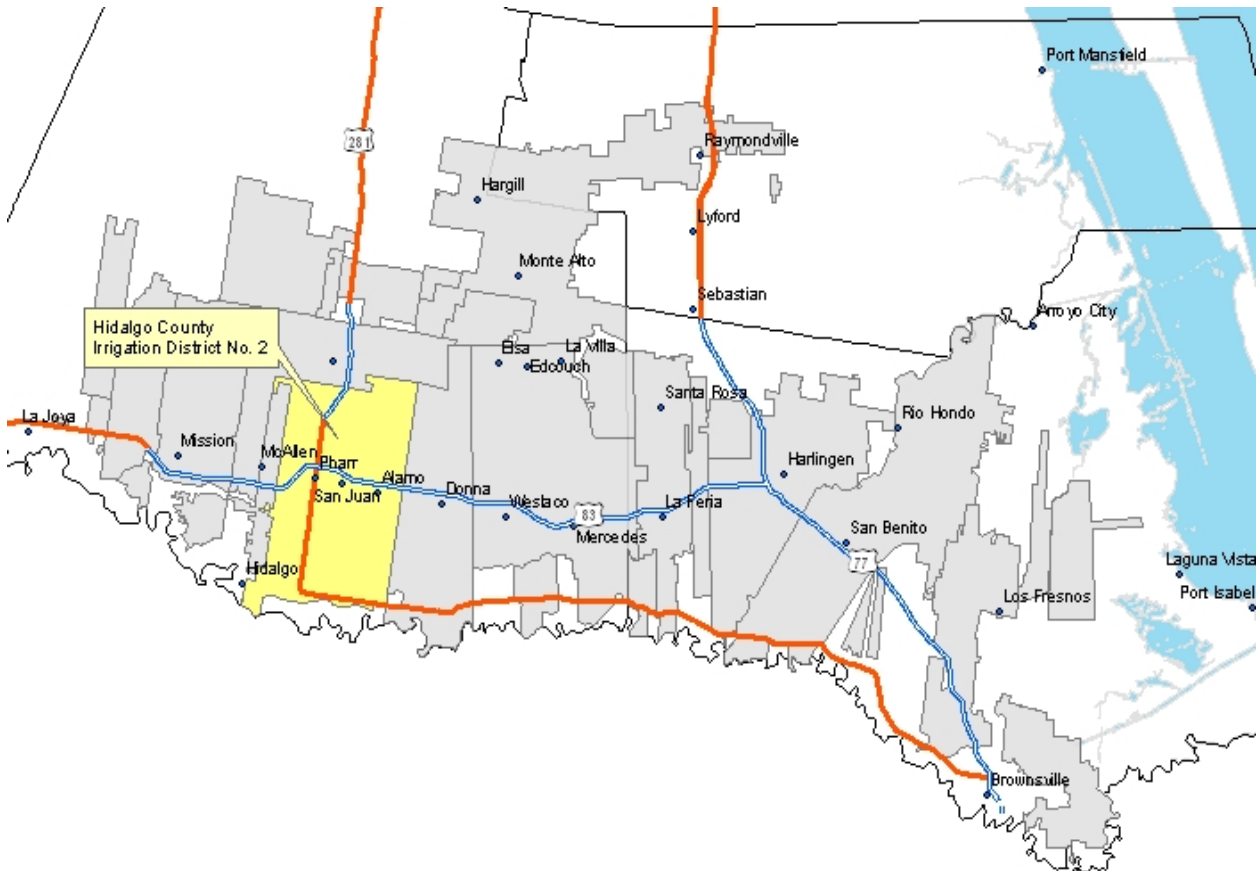 Port Mansfield
281
Raymondville
Hargill
Lyford
Monte Alto
Sebastian
Arroyo City
Hidalgo County
Irrigation District No. 2
Elsa
La Villa
Edcouch
Santa Rosa
Rio Hondo
La Joya
Mission
McAllen
Pharr
Harlingen
San Juan
Alamo
Donna
Weslaco
83
La Feria
Mercedes
San Benito
77
Laguna Vista
Hidalgo
Port Isabel
Los Fresnos
Brownsville